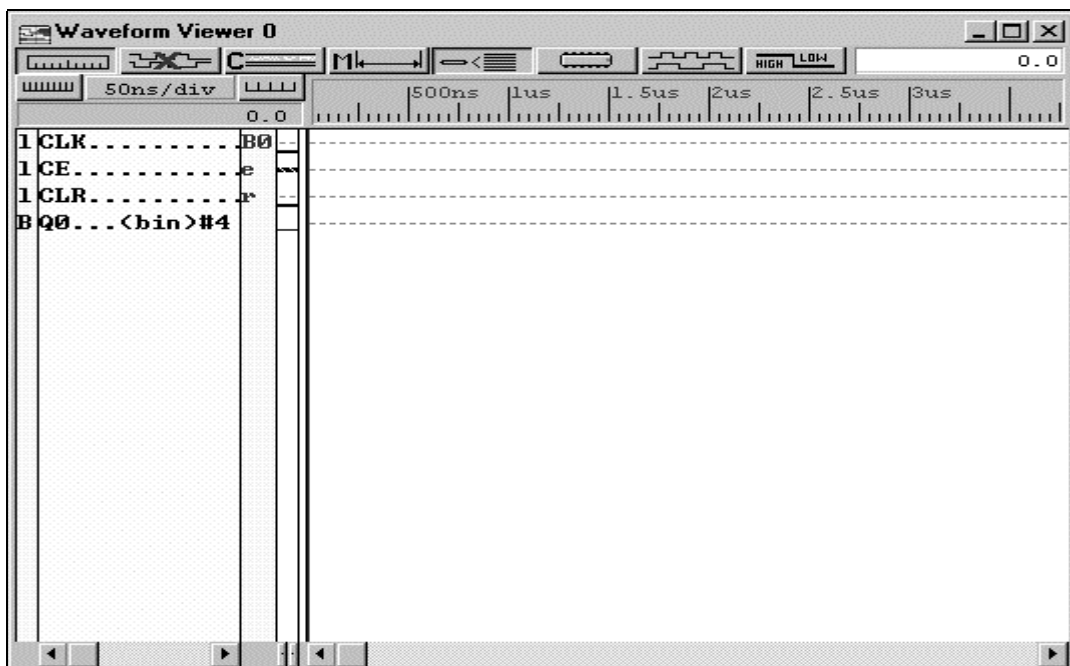 Waveform Viewer 0
C M HIGH LOW 0.0
50ns/div 500ns 1us 1.5us 2us 2.5us 3us
0.0
1 CLK..........B0
1 CE...........e
1 CLR..........r
B Q0...<bin>#4